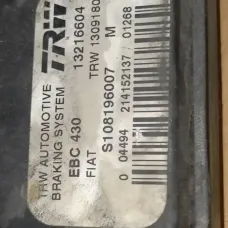 TRW
TRW AUTOMOTIVE
BRAKING SYSTEM
13216604
EBC 430
TRW 1309180
FIAT
S108196007
M
0 04494 214152137/ 01268